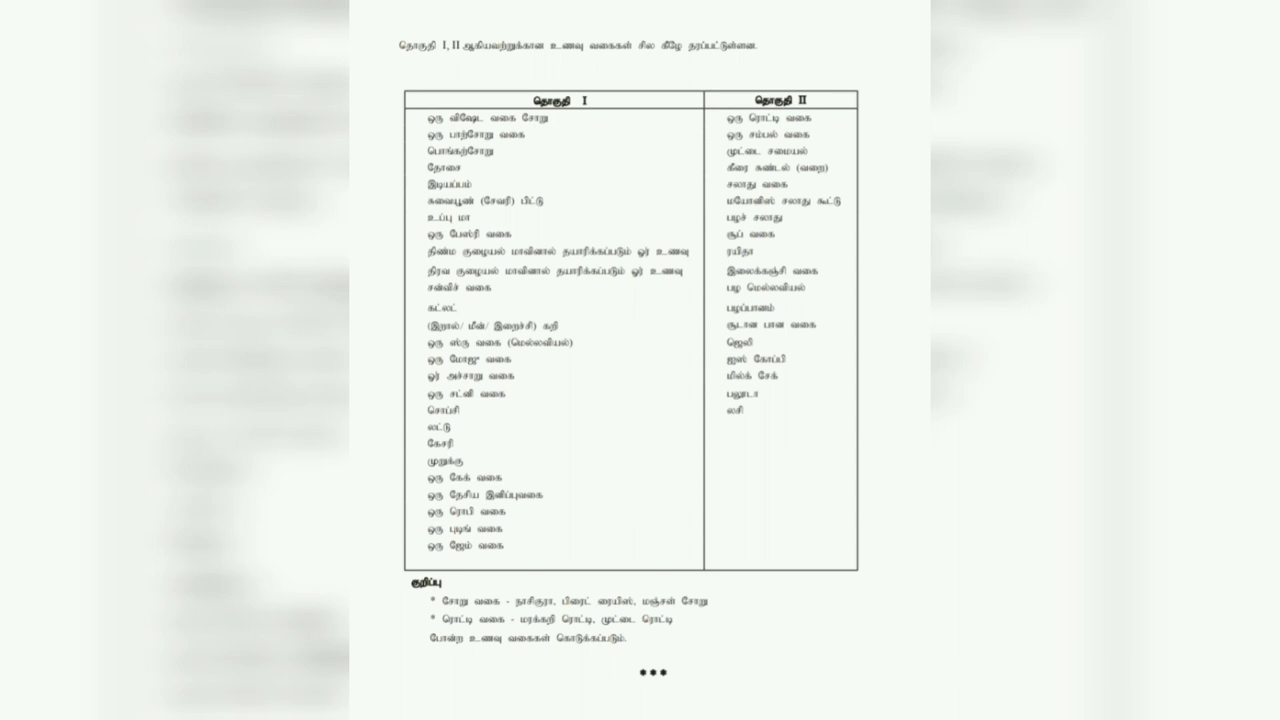 தொகுதி I, II ஆகியவற்றுக்கான உணவு வகைகள் சில கீழே தரப்பட்டுள்ளன.
தொகுதி I
ஒரு விஷேட வகை சோறு
ஒரு பாற்சோறு வகை
பொங்கற்சோறு
தோசை
இடியப்பம்
சுவையூண் (சேவரி) பிட்டு
உப்பு மா
ஒரு பேஸ்ரி வகை
திண்ம குழையல் மாவினால் தயாரிக்கப்படும் ஓர் உணவு
திரவ குழையல் மாவினால் தயாரிக்கப்படும் ஓர் உணவு
சன்விச் வகை
கட்லட்
(இறால்/ மீன்/ இறைச்சி) கறி
ஒரு ஸ்ரூ வகை (மெல்லவியல்)
ஒரு மோஜு வகை
ஓர் அச்சாறு வகை
ஒரு சட்னி வகை
சொப்சி
லட்டு
கேசரி
முறுக்கு
ஒரு கேக் வகை
ஒரு தேசிய இனிப்புவகை
ஒரு ரொபி வகை
ஒரு புடிங் வகை
ஒரு ஜேம் வகை
தொகுதி II
ஒரு ரொட்டி வகை
ஒரு சம்பல் வகை
முட்டை சமையல்
கீரை சுண்டல் (வறை)
சலாது வகை
மயோனிஸ் சலாது கூட்டு
பழச் சலாது
சூப் வகை
ரயிதா
இலைக்கஞ்சி வகை
பழ மெல்லவியல்
பழப்பானம்
சூடான பான வகை
ஜெலி
ஐஸ் கோப்பி
மில்க் சேக்
பலூடா
லசி
குறிப்பு
* சோறு வகை - நாசிகுரா, பிரைட் ரையிஸ், மஞ்சள் சோறு
* ரொட்டி வகை - மரக்கறி ரொட்டி, முட்டை ரொட்டி
போன்ற உணவு வகைகள் கொடுக்கப்படும்.
***